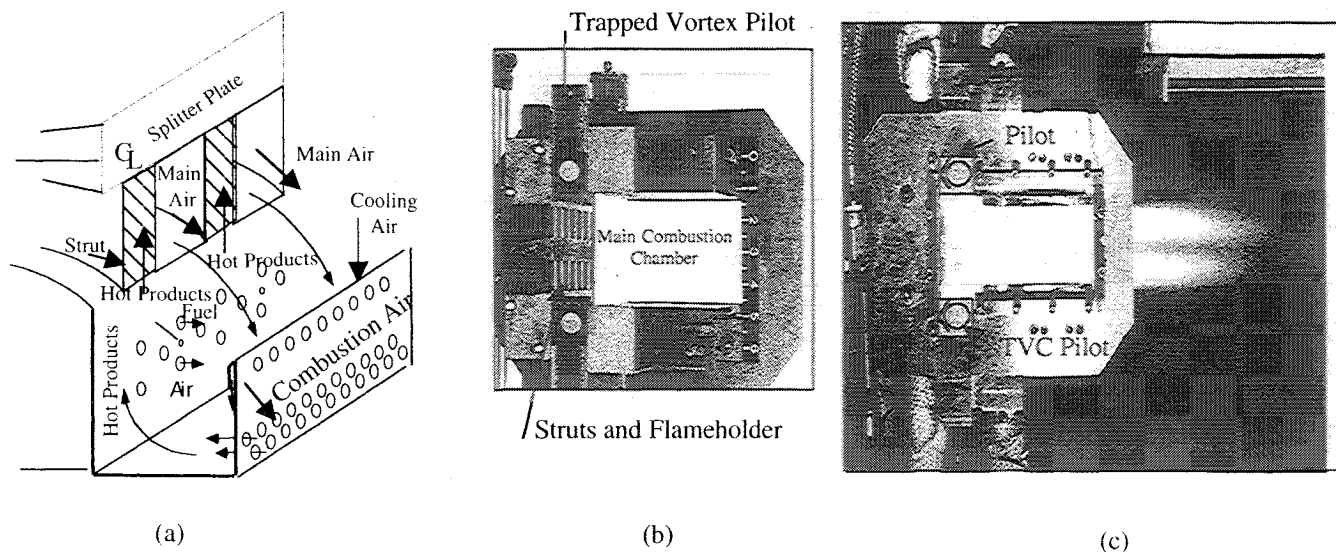 Splitter Plate
CL
Main
Air
Main Air
Cooling
Air
Strut
Hot Products
Hot Products
Fuel
Air
Hot Products
Combustion Air
(a)
Trapped Vortex Pilot
Main Combustion
Chamber
Struts and Flameholder
(b)
Pilot
TVC Pilot
(c)